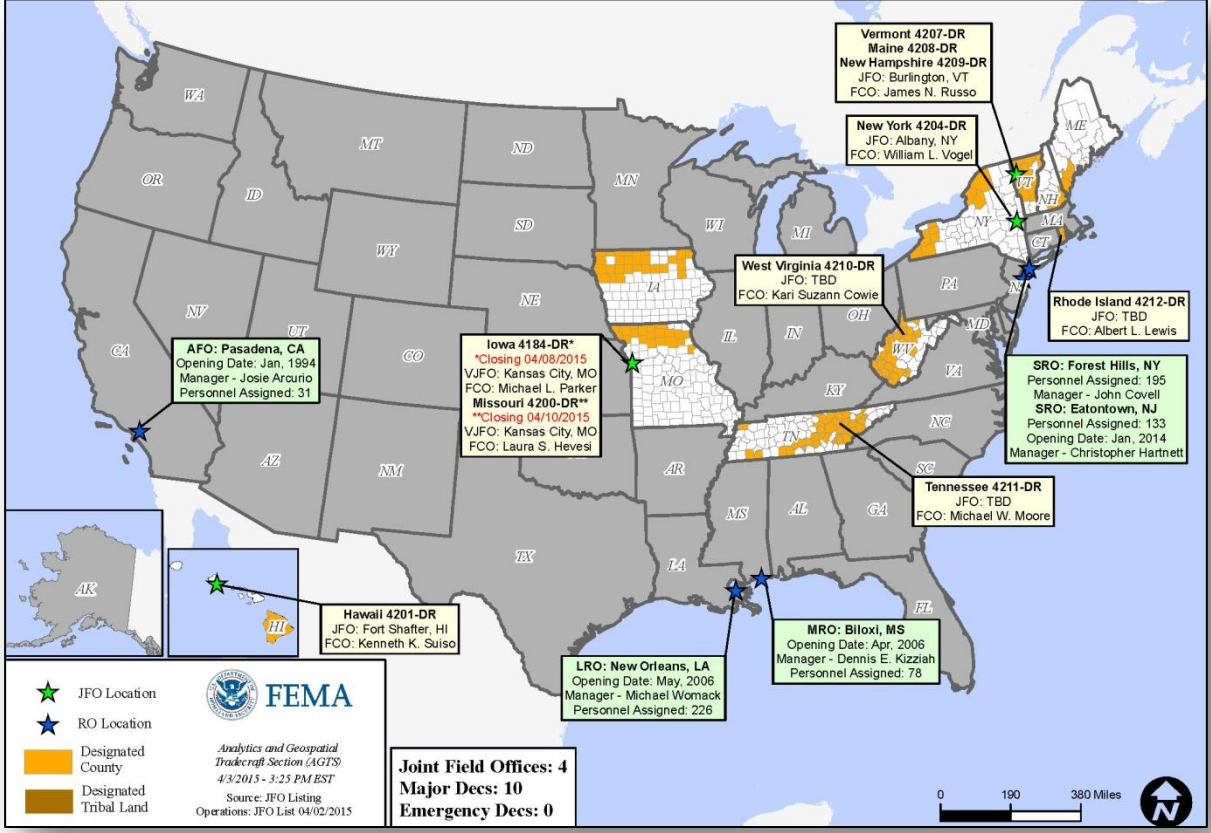 Vermont 4207-DR
Maine 4208-DR
New Hampshire 4209-DR
JFO: Burlington, VT
FCO: James N. Russo
New York 4204-DR
JFO: Albany, NY
FCO: William L. Vogel
West Virginia 4210-DR
JFO: TBD
FCO: Kari Suzann Cowie
Rhode Island 4212-DR
JFO: TBD
FCO: Albert L. Lewis
AFO: Pasadena, CA
Opening Date: Jan, 1994
Manager - Josie Arcurio
Personnel Assigned: 31
Iowa 4184-DR*
*Closing 04/08/2015
VJFO: Kansas City, MO
FCO: Michael L. Parker
Missouri 4200-DR**
**Closing 04/10/2015
VJFO: Kansas City, MO
FCO: Laura S. Hevesi
SRO: Forest Hills, NY
Personnel Assigned: 195
Manager - John Covell
SRO: Eatontown, NJ
Personnel Assigned: 133
Opening Date: Jan, 2014
Manager - Christopher Hartnett
Tennessee 4211-DR
JFO: TBD
FCO: Michael W. Moore
Hawaii 4201-DR
JFO: Fort Shafter, HI
FCO: Kenneth K. Suiso
LRO: New Orleans, LA
Opening Date: May, 2006
Manager - Michael Womack
Personnel Assigned: 226
MRO: Biloxi, MS
Opening Date: Apr, 2006
Manager - Dennis E. Kizziah
Personnel Assigned: 78
WA
MT
ND
MN
ME
OR
ID
SD
WI
MI
VT
NH
NY
MA
CT
WY
NE
IA
PA
NV
UT
CO
IL
IN
OH
MD
CA
MO
WV
VA
KY
NC
TN
AZ
NM
AR
SC
MS
AL
GA
TX
LA
FL
AK
HI
JFO Location
RO Location
Designated
County
Designated
Tribal Land
FEMA
Analytics and Geospatial
Tradecraft Section (AGTS)
4/3/2015 - 3:25 PM EST
Source: JFO Listing
Operations: JFO List 04/02/2015
Joint Field Offices: 4
Major Decs: 10
Emergency Decs: 0
0 190 380 Miles
N